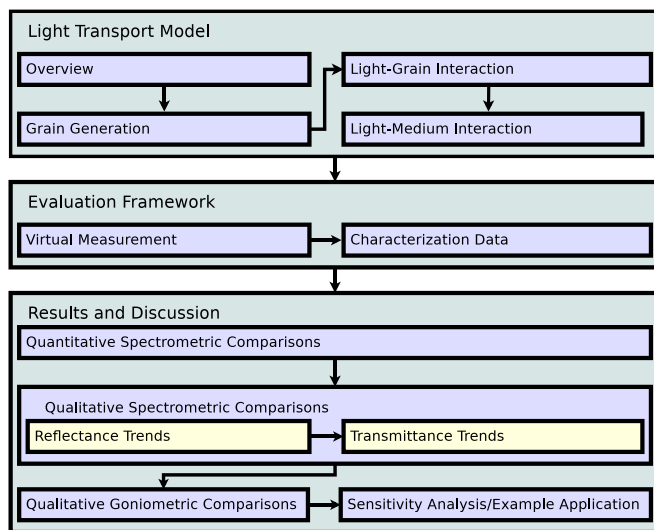 Light Transport Model
Overview
Grain Generation
Light-Grain Interaction
Light-Medium Interaction
Evaluation Framework
Virtual Measurement
Characterization Data
Results and Discussion
Quantitative Spectrometric Comparisons
Qualitative Spectrometric Comparisons
Reflectance Trends
Transmittance Trends
Qualitative Goniometric Comparisons
Sensitivity Analysis/Example Application